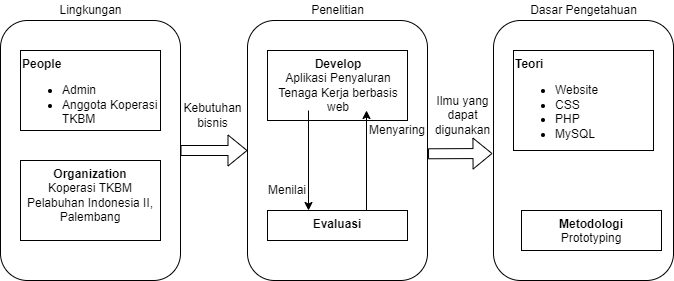 Lingkungan
People
Admin
Anggota Koperasi
TKBM
Organization
Koperasi TKBM
Pelabuhan Indonesia II,
Palembang
Kebutuhan
bisnis
Penelitian
Develop
Aplikasi Penyaluran
Tenaga Kerja berbasis
web
Menyaring
Menilai
Evaluasi
Ilmu yang
dapat
digunakan
Dasar Pengetahuan
Teori
Website
CSS
PHP
MySQL
Metodologi
Prototyping